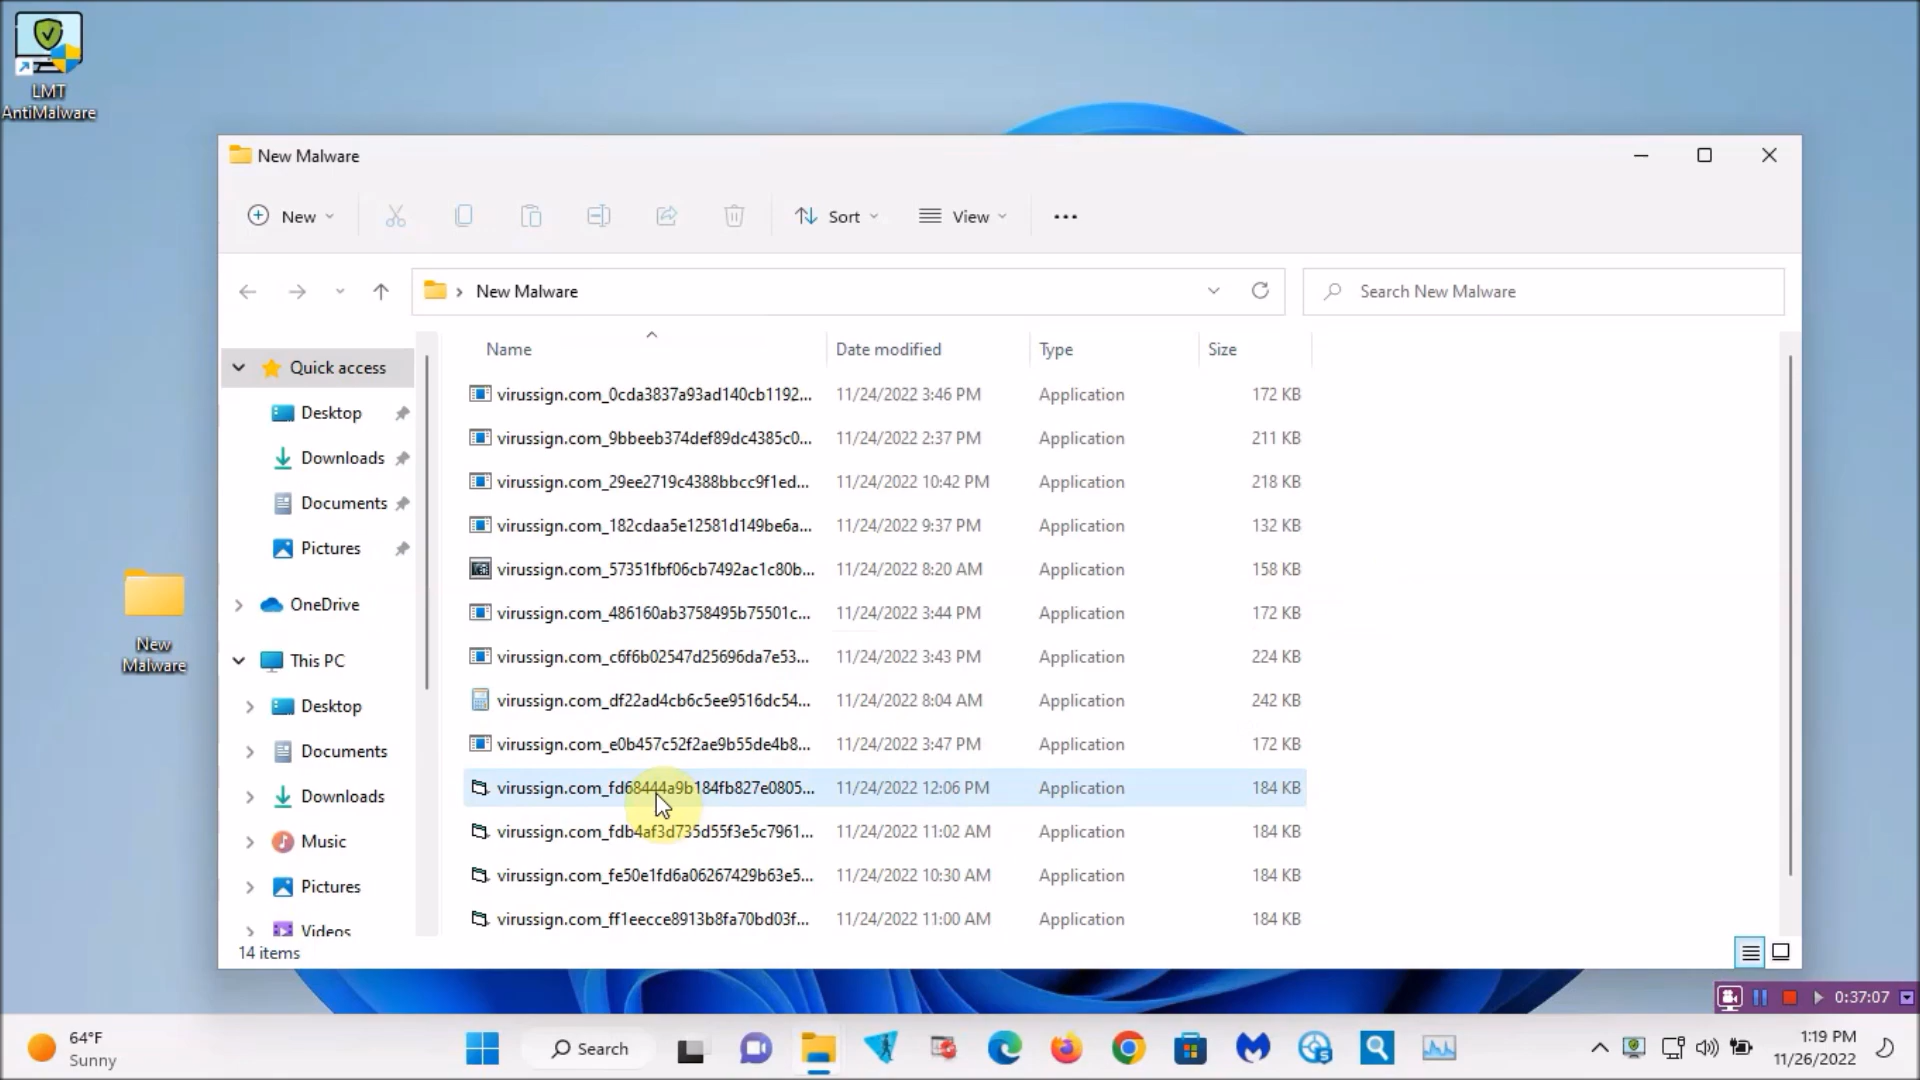 LMT
AntiMalware
New Malware
New
Sort
View
New Malware
Search New Malware
Name
Date modified
Type
Size
Quick access
Desktop
Downloads
Documents
Pictures
OneDrive
This PC
Desktop
Documents
Downloads
Music
Pictures
Videos
virussign.com_0cda3837a93ad140cb1192... 11/24/2022 3:46 PM Application 172 KB
virussign.com_9bbeeb374def89dc4385c0... 11/24/2022 2:37 PM Application 211 KB
virussign.com_29ee2719c4388bbcc9f1ed... 11/24/2022 10:42 PM Application 218 KB
virussign.com_182cdaa5e12581d149be6a... 11/24/2022 9:37 PM Application 132 KB
virussign.com_57351fbf06cb7492ac1c80b... 11/24/2022 8:20 AM Application 158 KB
virussign.com_486160ab3758495b75501c... 11/24/2022 3:44 PM Application 172 KB
virussign.com_c6f6b02547d25696da7e53... 11/24/2022 3:43 PM Application 224 KB
virussign.com_df22ad4cb6c5ee9516dc54... 11/24/2022 8:04 AM Application 242 KB
virussign.com_e0b457c52f2ae9b55de4b8... 11/24/2022 3:47 PM Application 172 KB
virussign.com_fd68444a9b184fb827e0805... 11/24/2022 12:06 PM Application 184 KB
virussign.com_fdb4af3d735d55f3e5c7961... 11/24/2022 11:02 AM Application 184 KB
virussign.com_fe50e1fd6a06267429b63e5... 11/24/2022 10:30 AM Application 184 KB
virussign.com_ff1eecce8913b8fa70bd03f... 11/24/2022 11:00 AM Application 184 KB
14 items
New
Malware
0:37:07
64°F
Sunny
Search
1:19 PM
11/26/2022